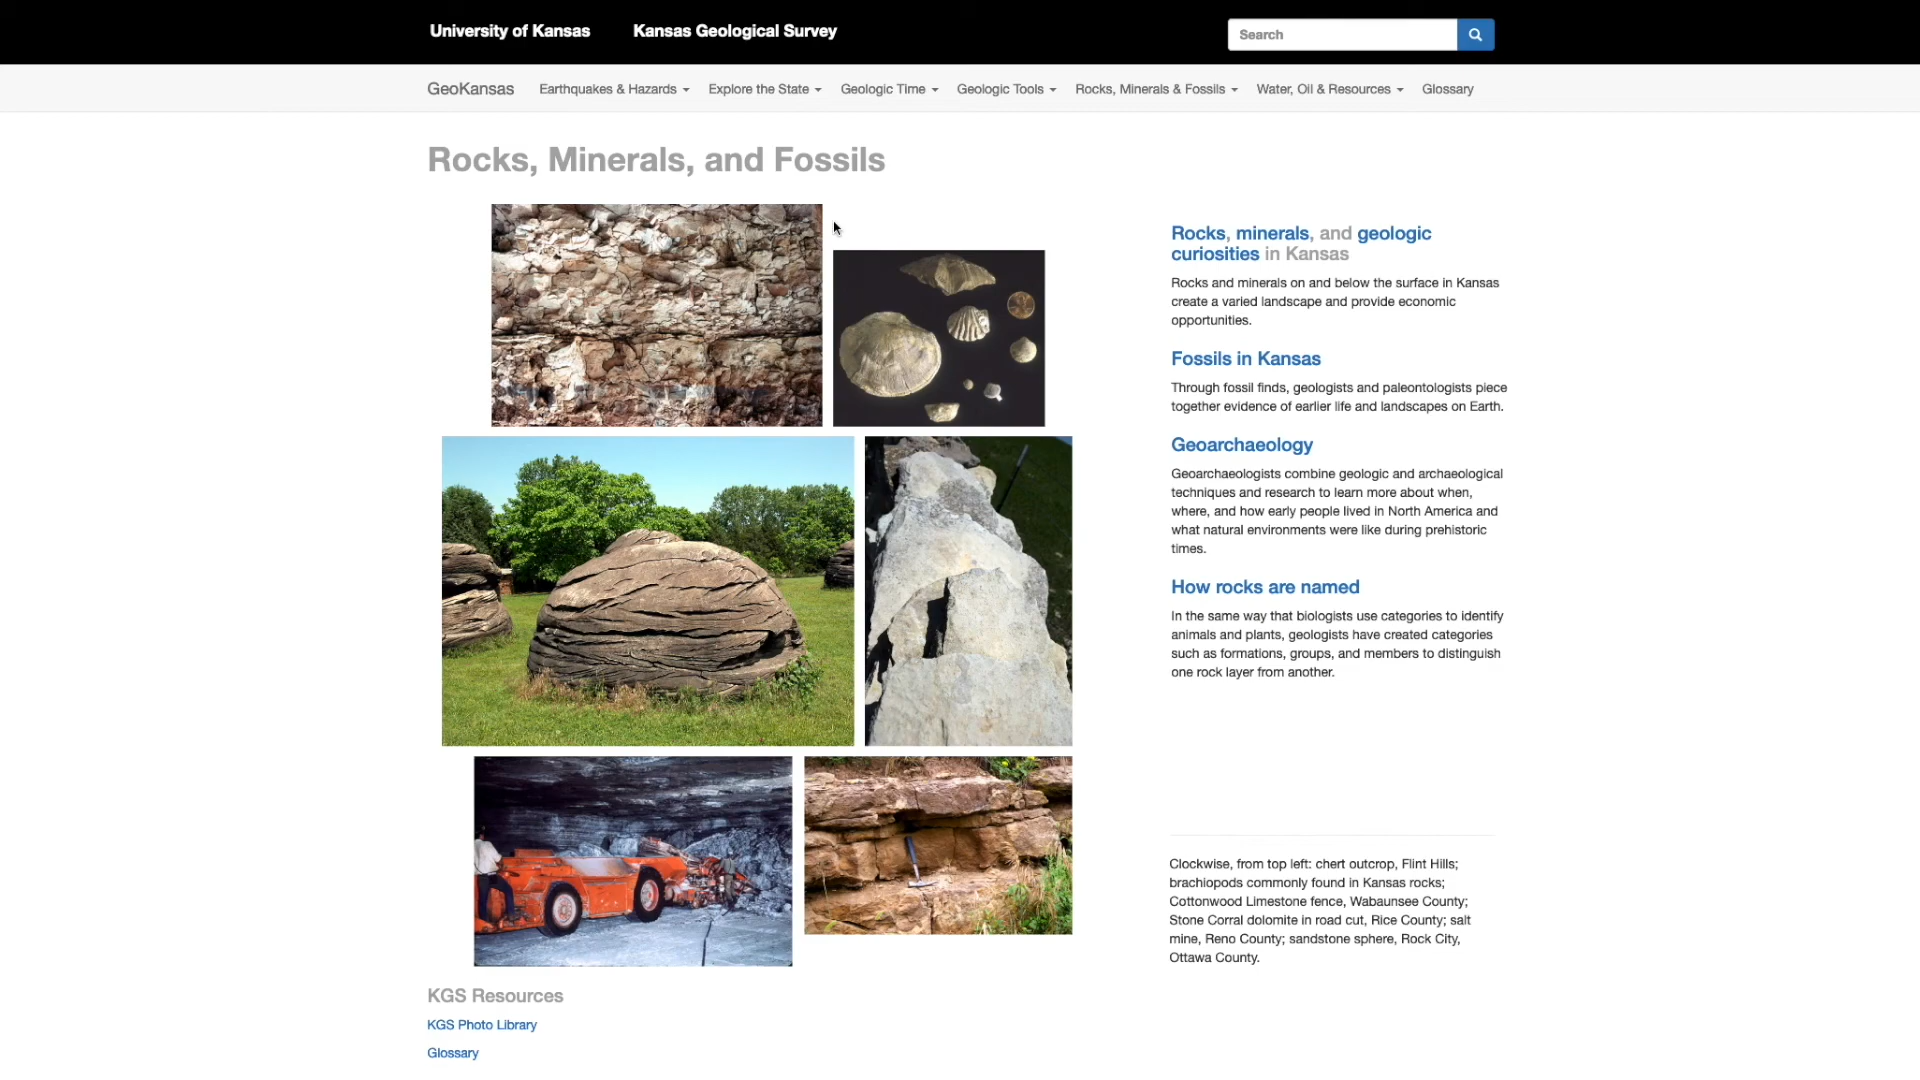 University of Kansas
Kansas Geological Survey
Search
GeoKansas
Earthquakes & Hazards
Explore the State
Geologic Time
Geologic Tools
Rocks, Minerals & Fossils
Water, Oil & Resources
Glossary
Rocks, Minerals, and Fossils
Rocks, minerals, and geologic
curiosities in Kansas
Rocks and minerals on and below the surface in Kansas
create a varied landscape and provide economic
opportunities.
Fossils in Kansas
Through fossil finds, geologists and paleontologists piece
together evidence of earlier life and landscapes on Earth.
Geoarchaeology
Geoarchaeologists combine geologic and archaeological
techniques and research to learn more about when,
where, and how early people lived in North America and
what natural environments were like during prehistoric
times.
How rocks are named
In the same way that biologists use categories to identify
animals and plants, geologists have created categories
such as formations, groups, and members to distinguish
one rock layer from another.
Clockwise, from top left: chert outcrop, Flint Hills;
brachiopods commonly found in Kansas rocks;
Cottonwood Limestone fence, Wabaunsee County;
Stone Corral dolomite in road cut, Rice County; salt
mine, Reno County; sandstone sphere, Rock City,
Ottawa County.
KGS Resources
KGS Photo Library
Glossary